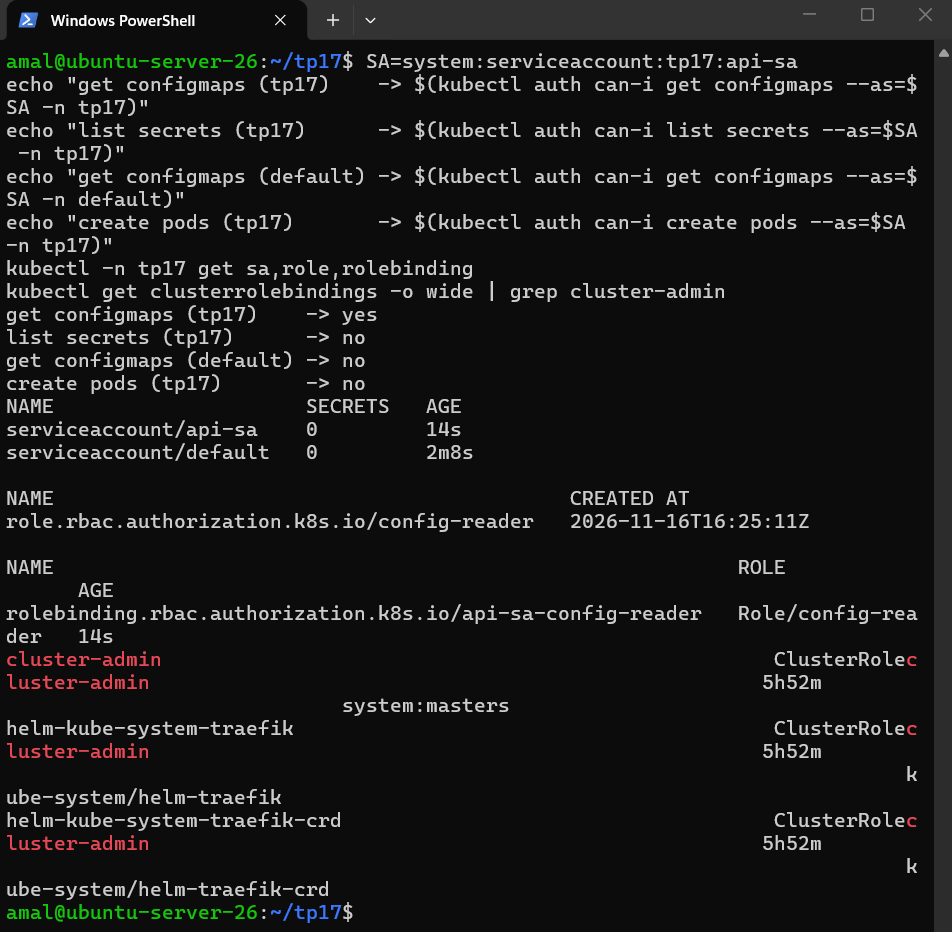 Windows PowerShell
amal@ubuntu-server-26:~/tp17$ SA=system:serviceaccount:tp17:api-sa
echo "get configmaps (tp17)    -> $(kubectl auth can-i get configmaps --as=$
SA -n tp17)"
echo "list secrets (tp17)      -> $(kubectl auth can-i list secrets --as=$SA
 -n tp17)"
echo "get configmaps (default) -> $(kubectl auth can-i get configmaps --as=$
SA -n default)"
echo "create pods (tp17)       -> $(kubectl auth can-i create pods --as=$SA
-n tp17)"
kubectl -n tp17 get sa,role,rolebinding
kubectl get clusterrolebindings -o wide | grep cluster-admin
get configmaps (tp17)    -> yes
list secrets (tp17)      -> no
get configmaps (default) -> no
create pods (tp17)       -> no
NAME                     SECRETS   AGE
serviceaccount/api-sa    0         14s
serviceaccount/default   0         2m8s
NAME                                           CREATED AT
role.rbac.authorization.k8s.io/config-reader   2026-11-16T16:25:11Z
NAME                                                         ROLE
      AGE
rolebinding.rbac.authorization.k8s.io/api-sa-config-reader   Role/config-rea
der   14s
cluster-admin                                                   ClusterRolec
luster-admin                                                   5h52m
                            system:masters
helm-kube-system-traefik                                        ClusterRolec
luster-admin                                                   5h52m
                                                                           k
ube-system/helm-traefik
helm-kube-system-traefik-crd                                    ClusterRolec
luster-admin                                                   5h52m
                                                                           k
ube-system/helm-traefik-crd
amal@ubuntu-server-26:~/tp17$